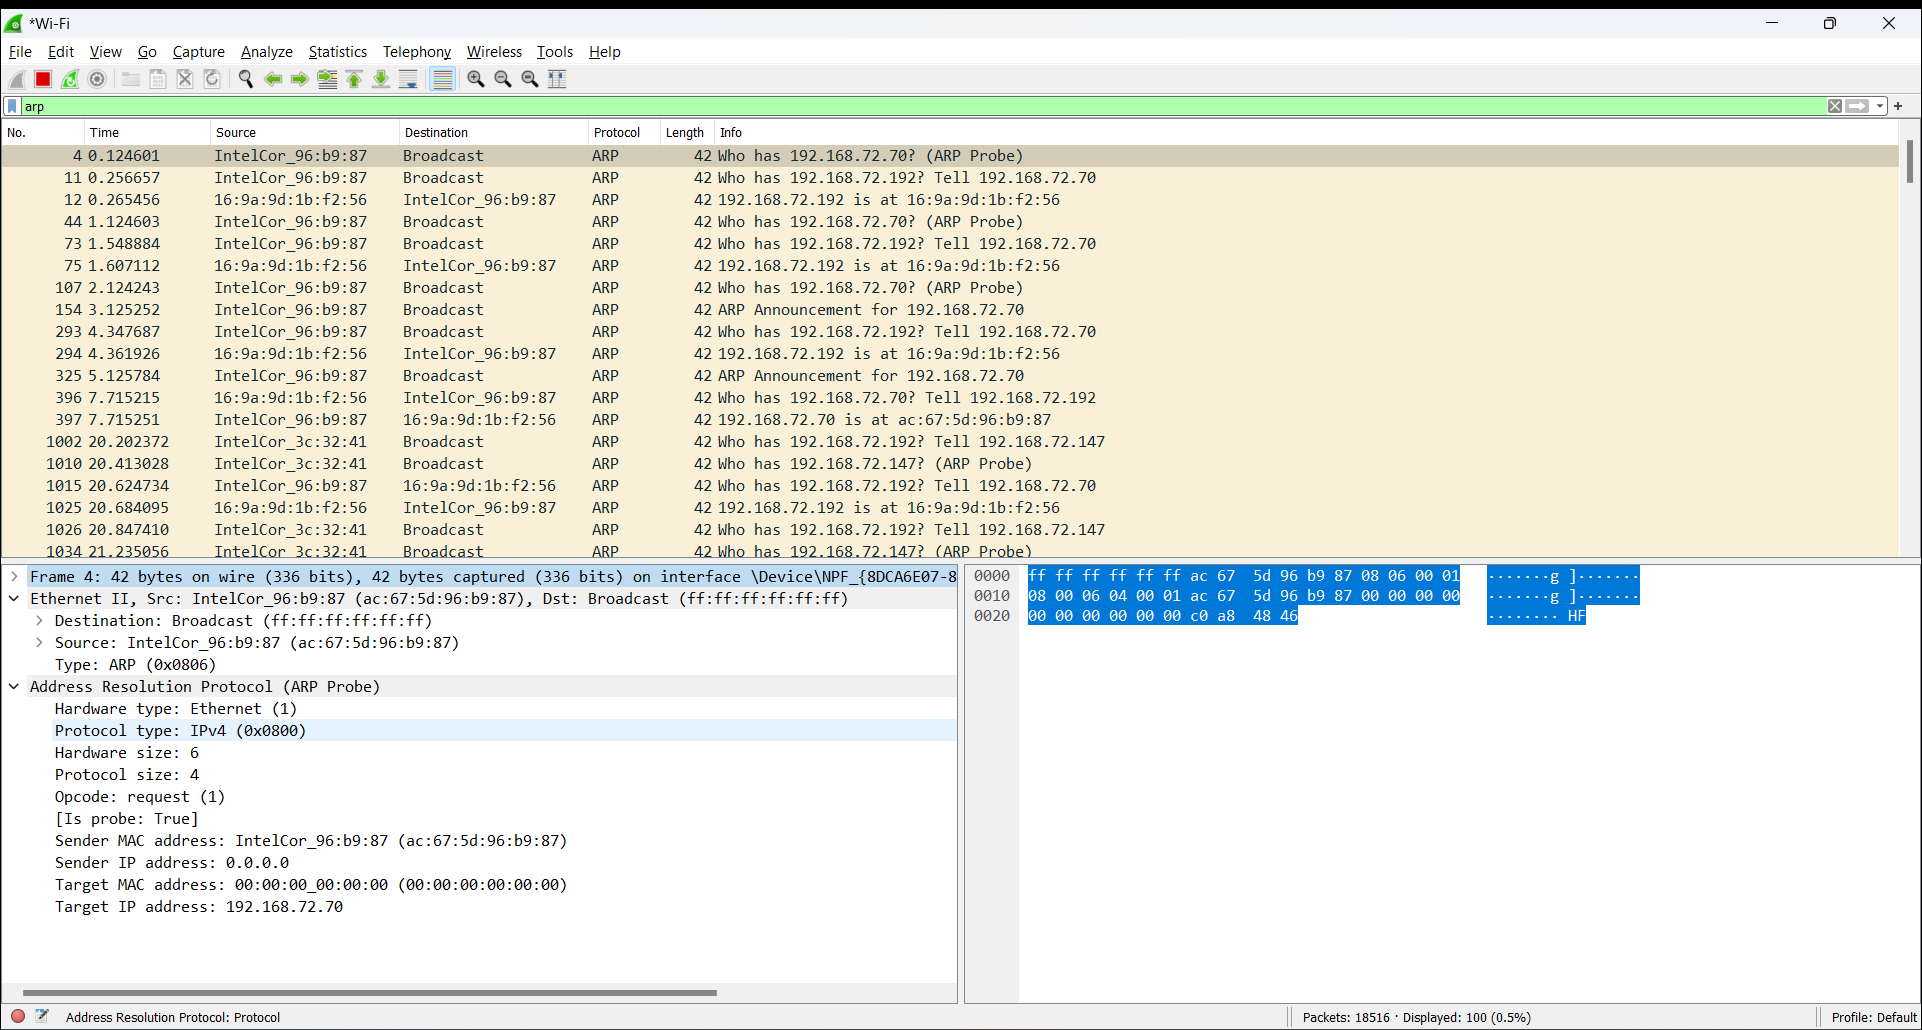 *Wi-Fi
File Edit View Go Capture Analyze Statistics Telephony Wireless Tools Help
arp
No. Time Source Destination Protocol Length Info
4 0.124601 IntelCor_96:b9:87 Broadcast ARP 42 Who has 192.168.72.70? (ARP Probe)
11 0.256657 IntelCor_96:b9:87 Broadcast ARP 42 Who has 192.168.72.192? Tell 192.168.72.70
12 0.265456 16:9a:9d:1b:f2:56 IntelCor_96:b9:87 ARP 42 192.168.72.192 is at 16:9a:9d:1b:f2:56
44 1.124603 IntelCor_96:b9:87 Broadcast ARP 42 Who has 192.168.72.70? (ARP Probe)
73 1.548884 IntelCor_96:b9:87 Broadcast ARP 42 Who has 192.168.72.192? Tell 192.168.72.70
75 1.607112 16:9a:9d:1b:f2:56 IntelCor_96:b9:87 ARP 42 192.168.72.192 is at 16:9a:9d:1b:f2:56
107 2.124243 IntelCor_96:b9:87 Broadcast ARP 42 Who has 192.168.72.70? (ARP Probe)
154 3.125252 IntelCor_96:b9:87 Broadcast ARP 42 ARP Announcement for 192.168.72.70
293 4.347687 IntelCor_96:b9:87 Broadcast ARP 42 Who has 192.168.72.192? Tell 192.168.72.70
294 4.361926 16:9a:9d:1b:f2:56 IntelCor_96:b9:87 ARP 42 192.168.72.192 is at 16:9a:9d:1b:f2:56
325 5.125784 IntelCor_96:b9:87 Broadcast ARP 42 ARP Announcement for 192.168.72.70
396 7.715215 16:9a:9d:1b:f2:56 IntelCor_96:b9:87 ARP 42 Who has 192.168.72.70? Tell 192.168.72.192
397 7.715251 IntelCor_96:b9:87 16:9a:9d:1b:f2:56 ARP 42 192.168.72.70 is at ac:67:5d:96:b9:87
1002 20.202372 IntelCor_3c:32:41 Broadcast ARP 42 Who has 192.168.72.192? Tell 192.168.72.147
1010 20.413028 IntelCor_3c:32:41 Broadcast ARP 42 Who has 192.168.72.147? (ARP Probe)
1015 20.624734 IntelCor_96:b9:87 16:9a:9d:1b:f2:56 ARP 42 Who has 192.168.72.192? Tell 192.168.72.70
1025 20.684095 16:9a:9d:1b:f2:56 IntelCor_96:b9:87 ARP 42 192.168.72.192 is at 16:9a:9d:1b:f2:56
1026 20.847410 IntelCor_3c:32:41 Broadcast ARP 42 Who has 192.168.72.192? Tell 192.168.72.147
1034 21.235056 IntelCor_3c:32:41 Broadcast ARP 42 Who has 192.168.72.147? (ARP Probe)
Frame 4: 42 bytes on wire (336 bits), 42 bytes captured (336 bits) on interface \Device\NPF_{8DCA6E07-8
Ethernet II, Src: IntelCor_96:b9:87 (ac:67:5d:96:b9:87), Dst: Broadcast (ff:ff:ff:ff:ff:ff)
Destination: Broadcast (ff:ff:ff:ff:ff:ff)
Source: IntelCor_96:b9:87 (ac:67:5d:96:b9:87)
Type: ARP (0x0806)
Address Resolution Protocol (ARP Probe)
Hardware type: Ethernet (1)
Protocol type: IPv4 (0x0800)
Hardware size: 6
Protocol size: 4
Opcode: request (1)
[Is probe: True]
Sender MAC address: IntelCor_96:b9:87 (ac:67:5d:96:b9:87)
Sender IP address: 0.0.0.0
Target MAC address: 00:00:00_00:00:00 (00:00:00:00:00:00)
Target IP address: 192.168.72.70
0000 ff ff ff ff ff ff ac 67 5d 96 b9 87 08 06 00 01 ·······g ]·······
0010 08 00 06 04 00 01 ac 67 5d 96 b9 87 00 00 00 00 ·······g ]·······
0020 00 00 00 00 00 00 c0 a8 48 46 ········ HF
Address Resolution Protocol: Protocol
Packets: 18516 · Displayed: 100 (0.5%)
Profile: Default